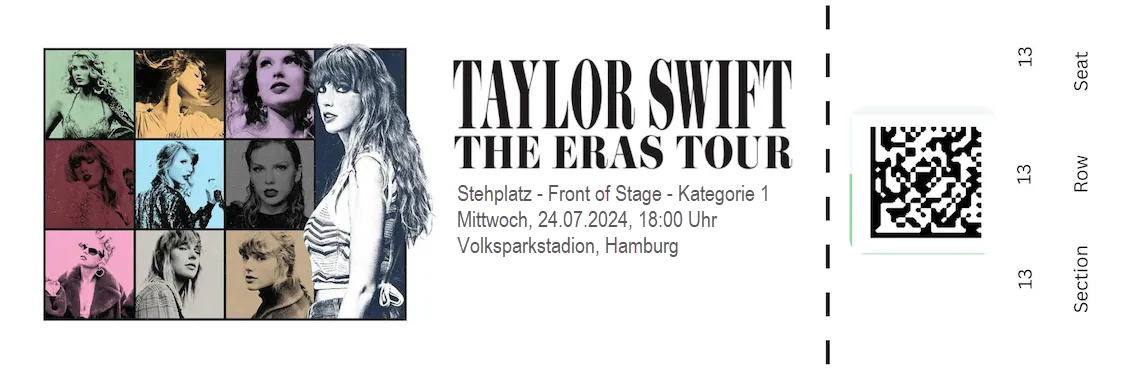 TAYLOR SWIFT
THE ERAS TOUR
Stehplatz - Front of Stage - Kategorie 1
Mittwoch, 24.07.2024, 18:00 Uhr
Volksparkstadion, Hamburg
13 Seat
13 Row
13 Section